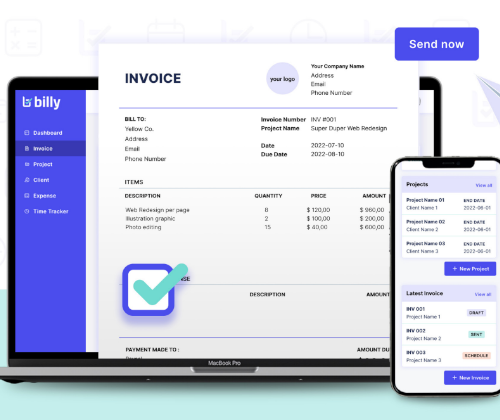 Send now
INVOICE
your logo
Your Company Name
Address
Email
Phone Number
billy
Dashboard
Invoice
Project
Client
Expense
Time Tracker
BILL TO:
Yellow Co.
Address
Email
Phone Number
Invoice Number INV #001
Project Name Super Duper Web Redesign
Date 2022-07-10
Due Date 2022-08-10
ITEMS
DESCRIPTION QUANTITY PRICE AMOUNT
Web Redesign per page 8 $ 120,00 $ 960,00
Illustration graphic 2 $ 100,00 $ 200,00
Photo editing 15 $ 40,00 $ 600,00
DESCRIPTION AMOUNT
PAYMENT MADE TO : AMOUNT DU
MacBook Pro
Projects View all
Project Name 01 END DATE
Client Name 1 2022-06-01
Project Name 02 END DATE
Client Name 2 2022-06-01
Project Name 03 END DATE
Client Name 3 2022-06-01
+ New Project
Latest Invoice View all
INV 001
Project Name 1 DRAFT
INV 002
Project Name 2 SENT
INV 003
Project Name 3 SCHEDULE
+ New Invoice